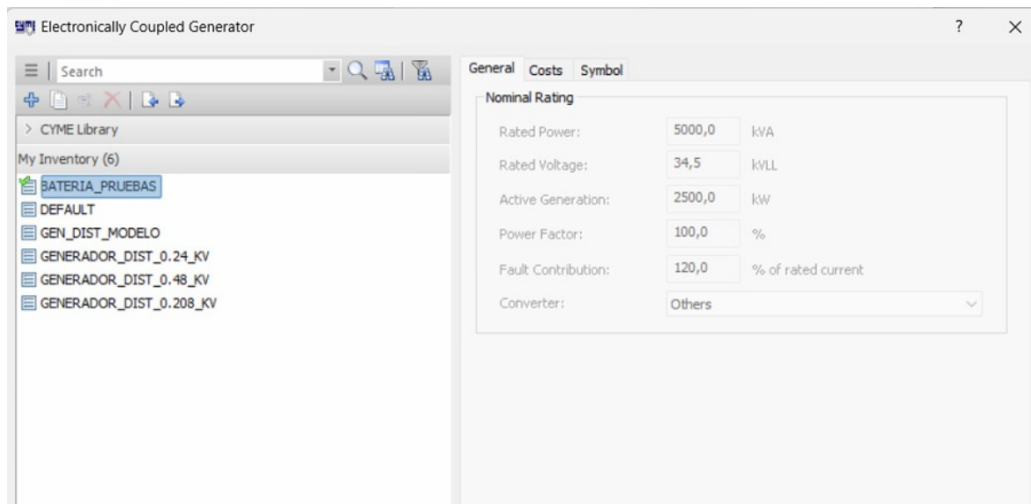 CYME Electronically Coupled Generator ? ×
Search
CYME Library
My Inventory (6)
BATERIA_PRUEBAS
DEFAULT
GEN_DIST_MODELO
GENERADOR_DIST_0.24_KV
GENERADOR_DIST_0.48_KV
GENERADOR_DIST_0.208_KV
General Costs Symbol
Nominal Rating
Rated Power: 5000,0 kVA
Rated Voltage: 34,5 kVLL
Active Generation: 2500,0 kW
Power Factor: 100,0 %
Fault Contribution: 120,0 % of rated current
Converter: Others